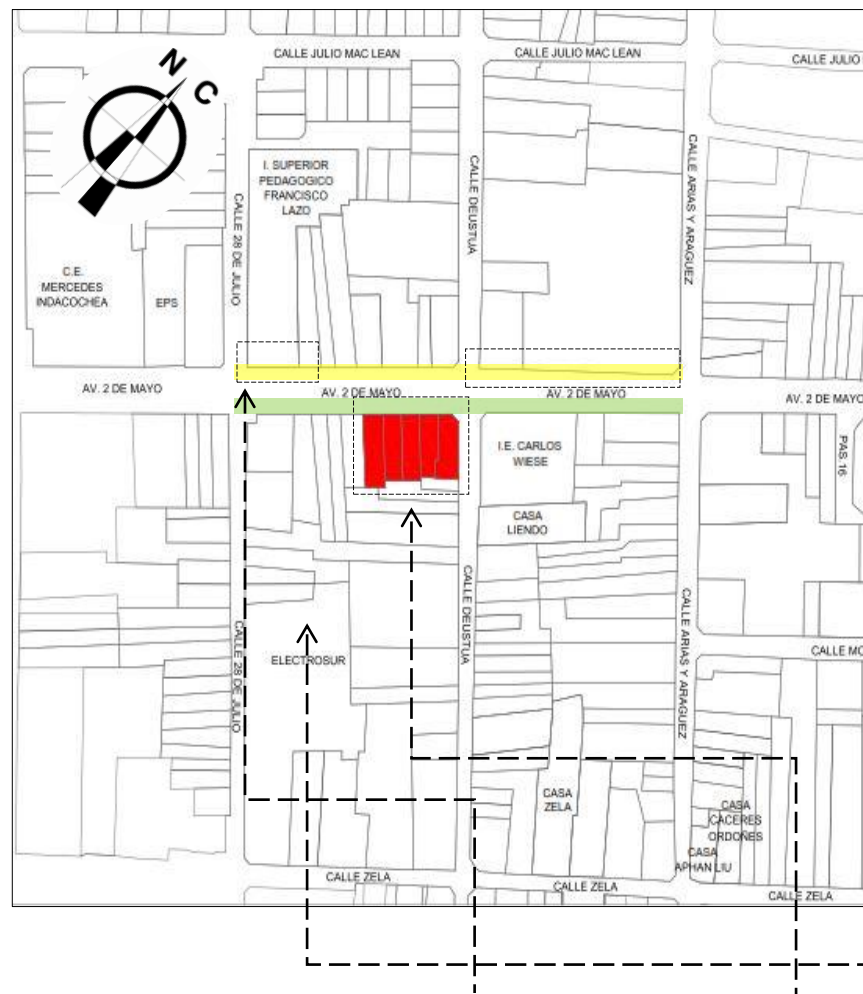 CALLE JULIO MAC LEAN
CALLE JULIO MAC LEAN
CALLE JULIO
N C
CALLE DEUSTUA
CALLE ARIAS Y ARAGUEZ
I. SUPERIOR
PEDAGOGICO
FRANCISCO
LAZO
CALLE 28 DE JULIO
C.E.
MERCEDES
INDACOCHEA
EPS
AV. 2 DE MAYO
AV. 2 DE MAYO
AV. 2 DE MAYO
AV. 2 DE MAYO
I.E. CARLOS
WIESE
PAS. 16
CASA
LIENDO
CALLE DEUSTUA
CALLE ARIAS Y ARAGUEZ
CALLE 28 DE JULIO
CALLE MO
ELECTROSUR
CASA
ZELA
CASA
CACERES
ORDOÑES
CASA
APHAN LIU
CALLE ZELA
CALLE ZELA
CALLE ZELA